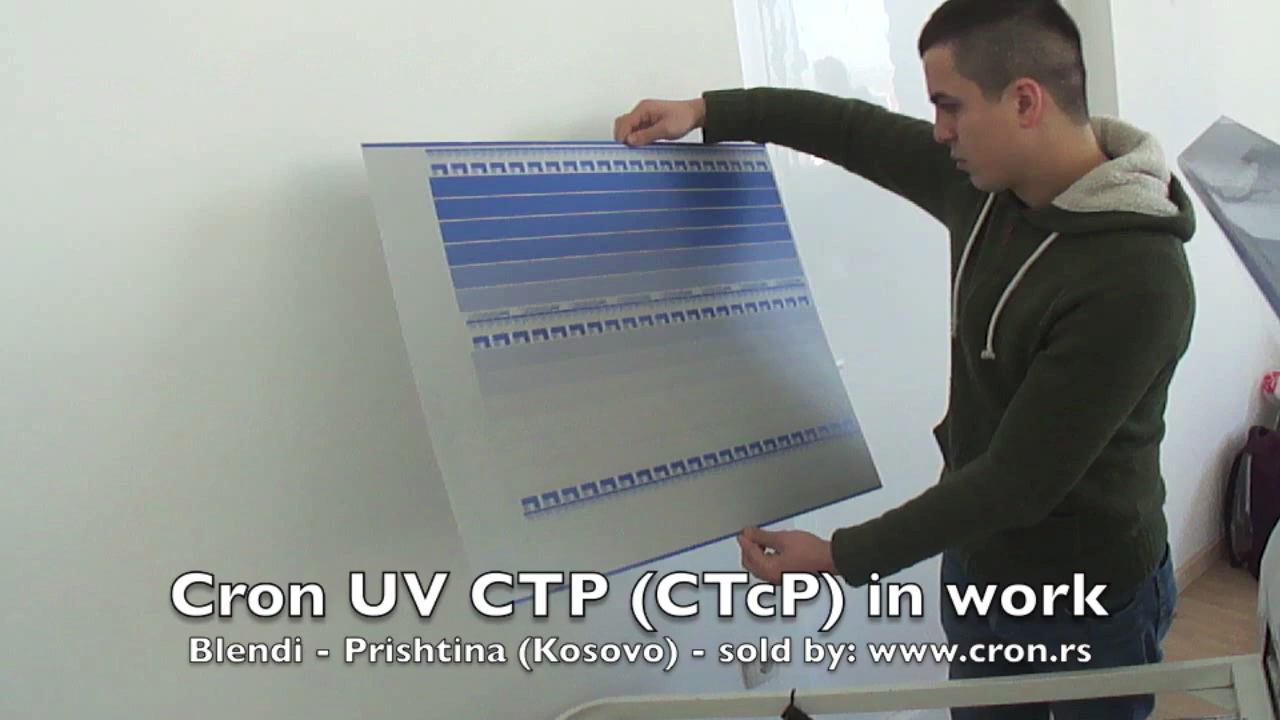 Cron UV CTP (CTcP) in work
Blendi - Prishtina (Kosovo) - sold by: www.cron.rs